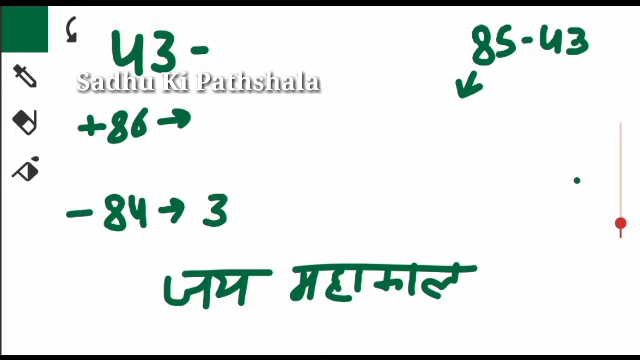 43 -
85-43
Sadhu Ki Pathshala
+86 →
- 84 → 3
जय महाकाल